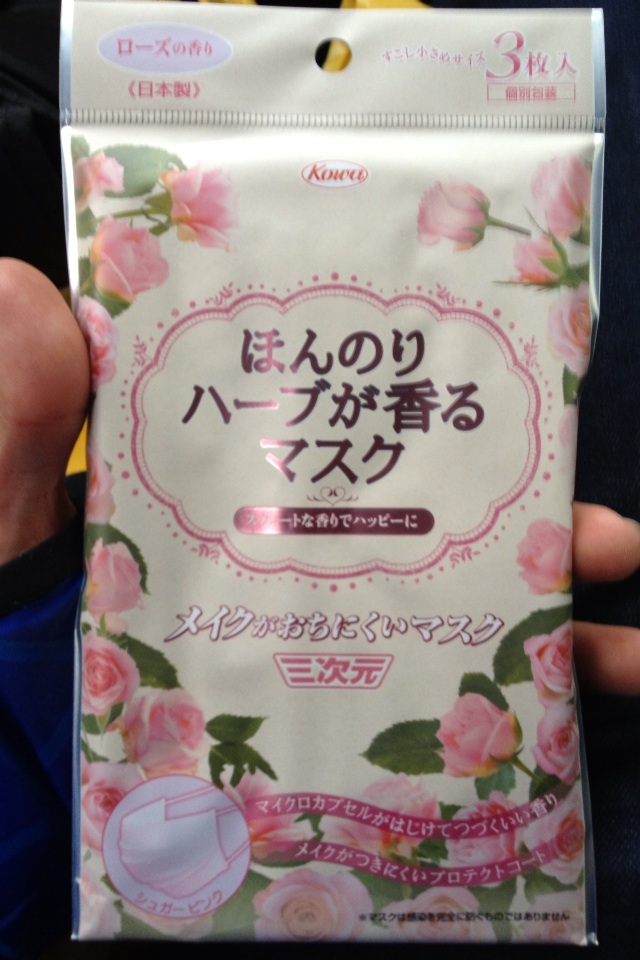 ローズの香り
《日本製》
すこし小さめサイズ
3枚入
個別包装
Kowa
ほんのり
ハーブが香る
マスク
スウィートな香りでハッピーに
メイクがおちにくいマスク
三次元
マイクロカプセルがはじけてつづくいい香り
メイクがつきにくいプロテクトコート
シュガーピンク
※マスクは感染を完全に防ぐものではありません